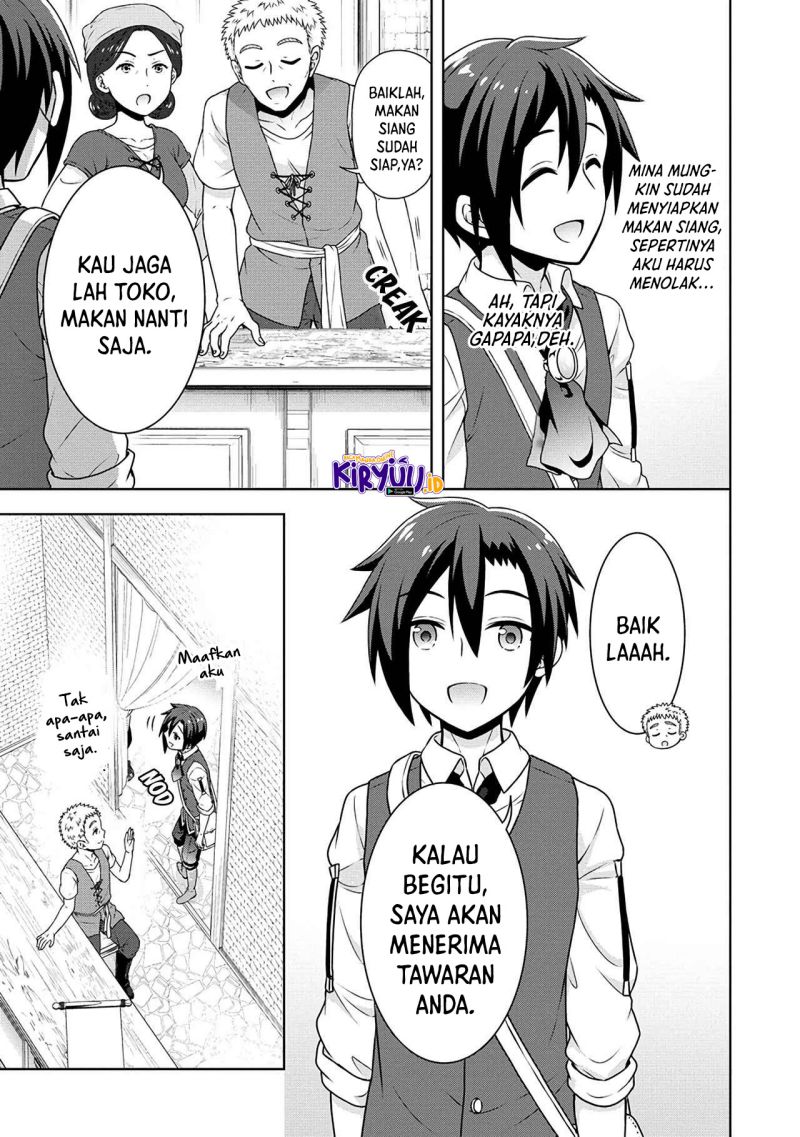 MINA MUNG-
KIN SUDAH
MENYIAPKAN
MAKAN SIANG,
SEPERTINYA
AKU HARUS
MENOLAK...
AH, TAPI
KAYAKNYA
GAPAPA, DEH.
BAIKLAH,
MAKAN
SIANG
SUDAH
SIAP, YA?
CREAK
KAU JAGA
LAH TOKO,
MAKAN NANTI
SAJA.
KIRYUU.ID
Google Play
BAIK
LAAAH.
KALAU
BEGITU,
SAYA AKAN
MENERIMA
TAWARAN
ANDA.
Maafkan
aku
NOD
Tak
apa-apa,
santai
saja.